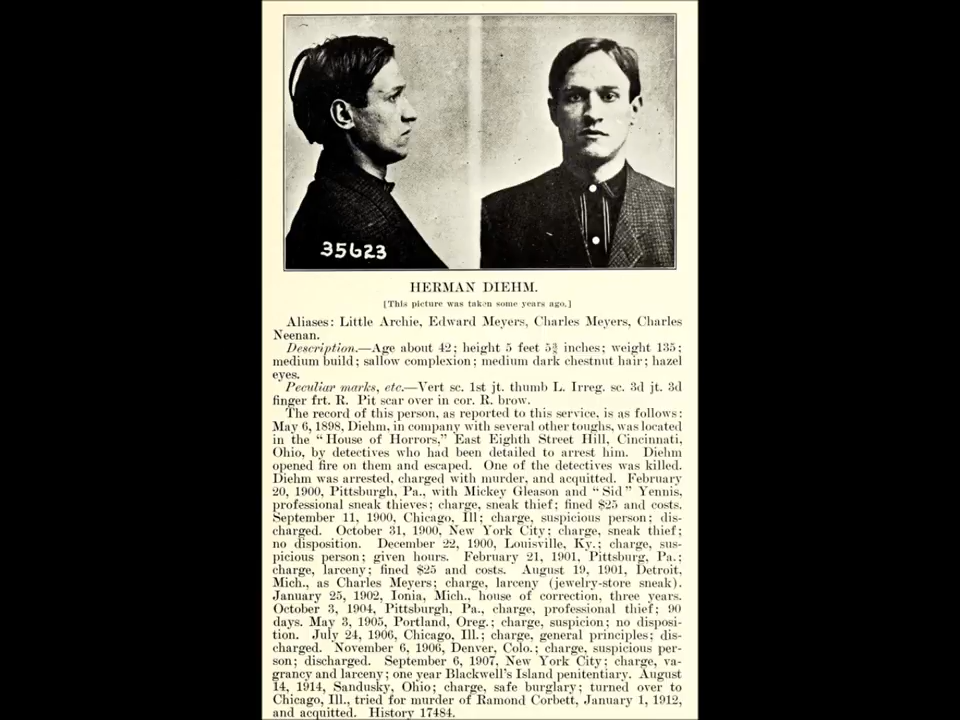 35623
HERMAN DIEHM.
[This picture was taken some years ago.]
Aliases: Little Archie, Edward Meyers, Charles Meyers, Charles
Neenan.
Description.—Age about 42; height 5 feet 5¾ inches; weight 135;
medium build; sallow complexion; medium dark chestnut hair; hazel
eyes.
Peculiar marks, etc.—Vert sc. 1st jt. thumb L. Irreg. sc. 3d jt. 3d
finger frt. R. Pit scar over in cor. R. brow.
The record of this person, as reported to this service, is as follows:
May 6, 1898, Diehm, in company with several other toughs, was located
in the "House of Horrors," East Eighth Street Hill, Cincinnati,
Ohio, by detectives who had been detailed to arrest him. Diehm
opened fire on them and escaped. One of the detectives was killed.
Diehm was arrested, charged with murder, and acquitted. February
20, 1900, Pittsburgh, Pa., with Mickey Gleason and "Sid" Yennis,
professional sneak thieves; charge, sneak thief; fined $25 and costs.
September 11, 1900, Chicago, Ill; charge, suspicious person; dis-
charged. October 31, 1900, New York City; charge, sneak thief;
no disposition. December 22, 1900, Louisville, Ky.; charge, sus-
picious person; given hours. February 21, 1901, Pittsburg, Pa.;
charge, larceny; fined $25 and costs. August 19, 1901, Detroit,
Mich., as Charles Meyers; charge, larceny (jewelry-store sneak).
January 25, 1902, Ionia, Mich., house of correction, three years.
October 3, 1904, Pittsburgh, Pa., charge, professional thief; 90
days. May 3, 1905, Portland, Oreg.; charge, suspicion; no disposi-
tion. July 24, 1906, Chicago, Ill.; charge, general principles; dis-
charged. November 6, 1906, Denver, Colo.; charge, suspicious per-
son; discharged. September 6, 1907, New York City; charge, va-
grancy and larceny; one year Blackwell's Island penitentiary. August
14, 1914, Sandusky, Ohio; charge, safe burglary; turned over to
Chicago, Ill., tried for murder of Ramond Corbett, January 1, 1912,
and acquitted. History 17484.